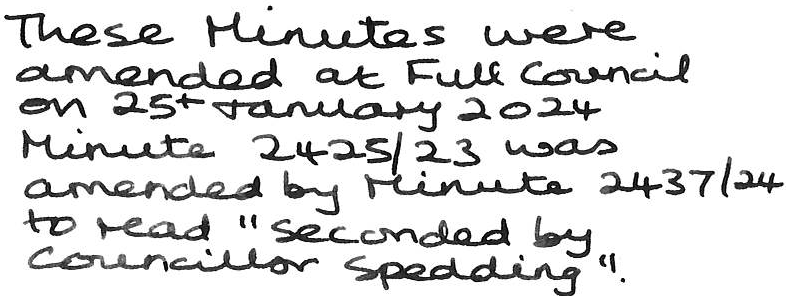 These Minutes were
amended at Full Council
on 25t January 2024
Minute 2425/23 was
amended by Minute 2437/24
to read "seconded by
Councillor Spedding".